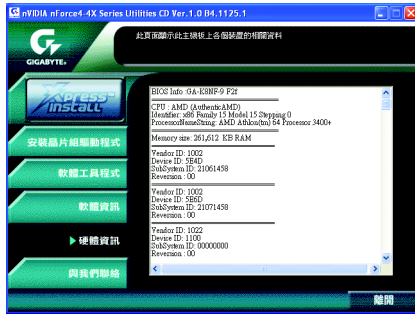 nVIDIA nForce4-4X Series Utilities CD Ver.1.0 B4.1125.1
GIGABYTE
此頁面顯示此主機板上各個裝置的相關資料
Xpress-Install
安裝晶片組驅動程式
軟體工具程式
軟體資訊
硬體資訊
與我們聯絡
BIOS Info :GA-K8NF-9 F2f
CPU : AMD (AuthenticAMD)
Identifier: x86 Family 15 Model 15 Stepping 0
ProcessorNameString: AMD Athlon(tm) 64 Processor 3400+
Memory size: 261,612 KB RAM
Vendor ID: 1002
Device ID: 5E4D
SubSystem ID: 21061458
Reversion : 00
Vendor ID: 1002
Device ID: 5E6D
SubSystem ID: 21071458
Reversion : 00
Vendor ID: 1022
Device ID: 1100
SubSystem ID: 00000000
Reversion : 00
離開